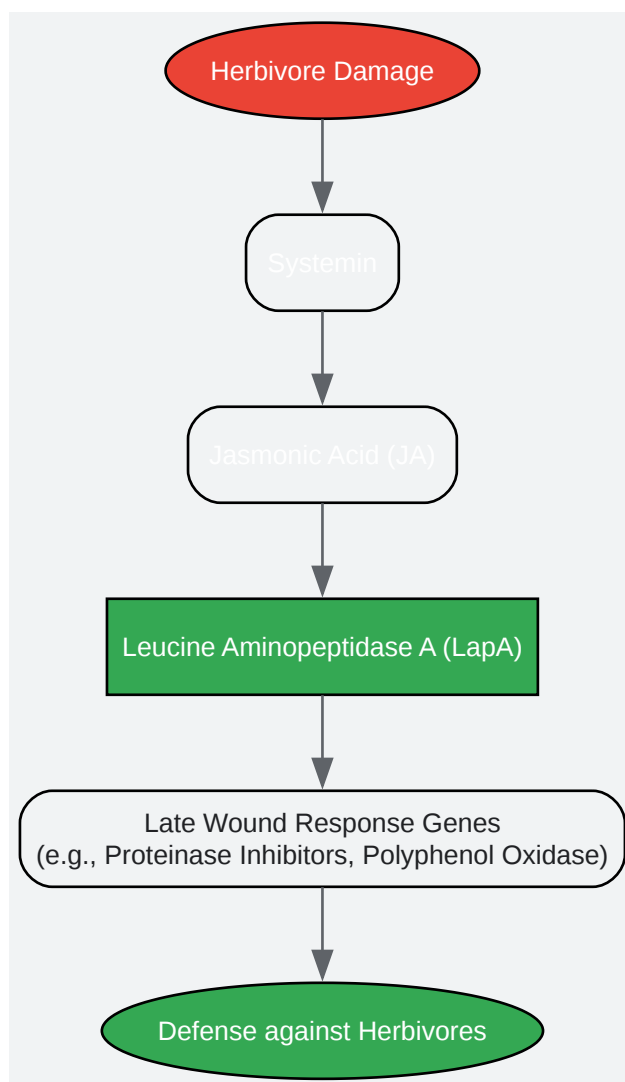 Herbivore Damage
Systemin
Jasmonic Acid (JA)
Leucine Aminopeptidase A (LapA)
Late Wound Response Genes
(e.g., Proteinase Inhibitors, Polyphenol Oxidase)
Defense against Herbivores